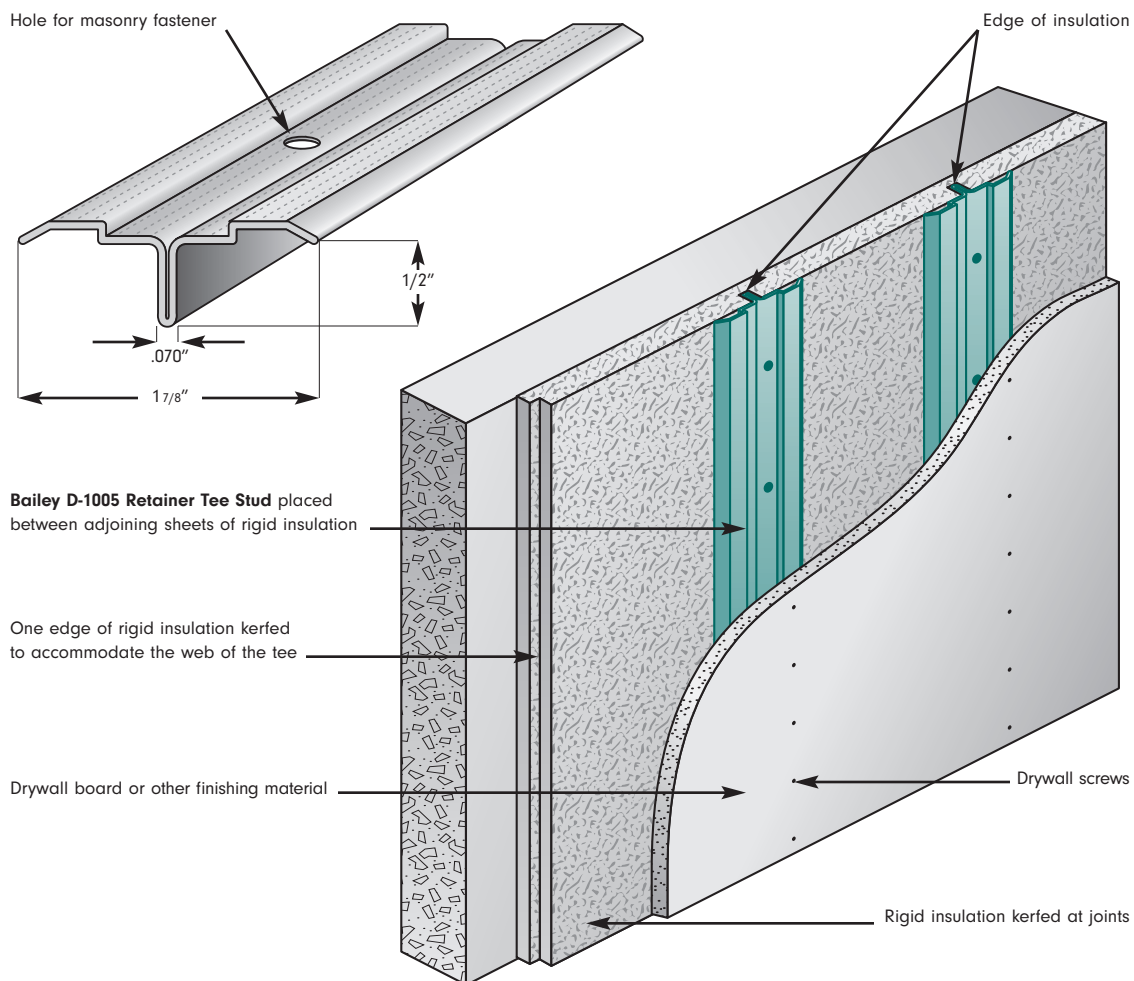 Hole for masonry fastener
Edge of insulation
1/2”
.070”
1 7/8”
Bailey D-1005 Retainer Tee Stud placed
between adjoining sheets of rigid insulation
One edge of rigid insulation kerfed
to accommodate the web of the tee
Drywall board or other finishing material
Drywall screws
Rigid insulation kerfed at joints